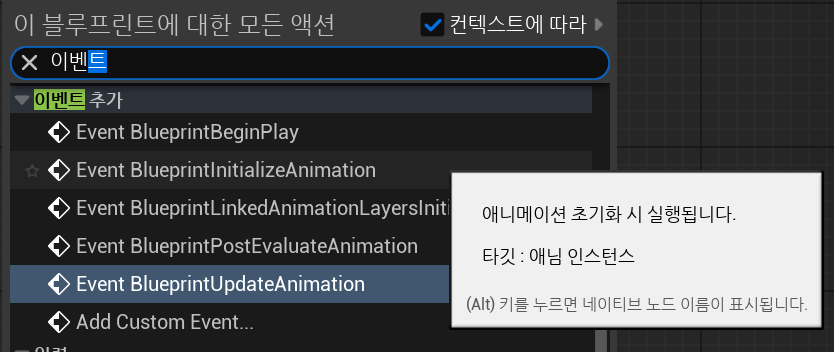 이 블루프린트에 대한 모든 액션
컨텍스트에 따라
이벤트
이벤트 추가
Event BlueprintBeginPlay
Event BlueprintInitializeAnimation
Event BlueprintLinkedAnimationLayersIniti
Event BlueprintPostEvaluateAnimation
Event BlueprintUpdateAnimation
Add Custom Event...
애니메이션 초기화 시 실행됩니다.
타깃 : 애님 인스턴스
(Alt) 키를 누르면 네이티브 노드 이름이 표시됩니다.